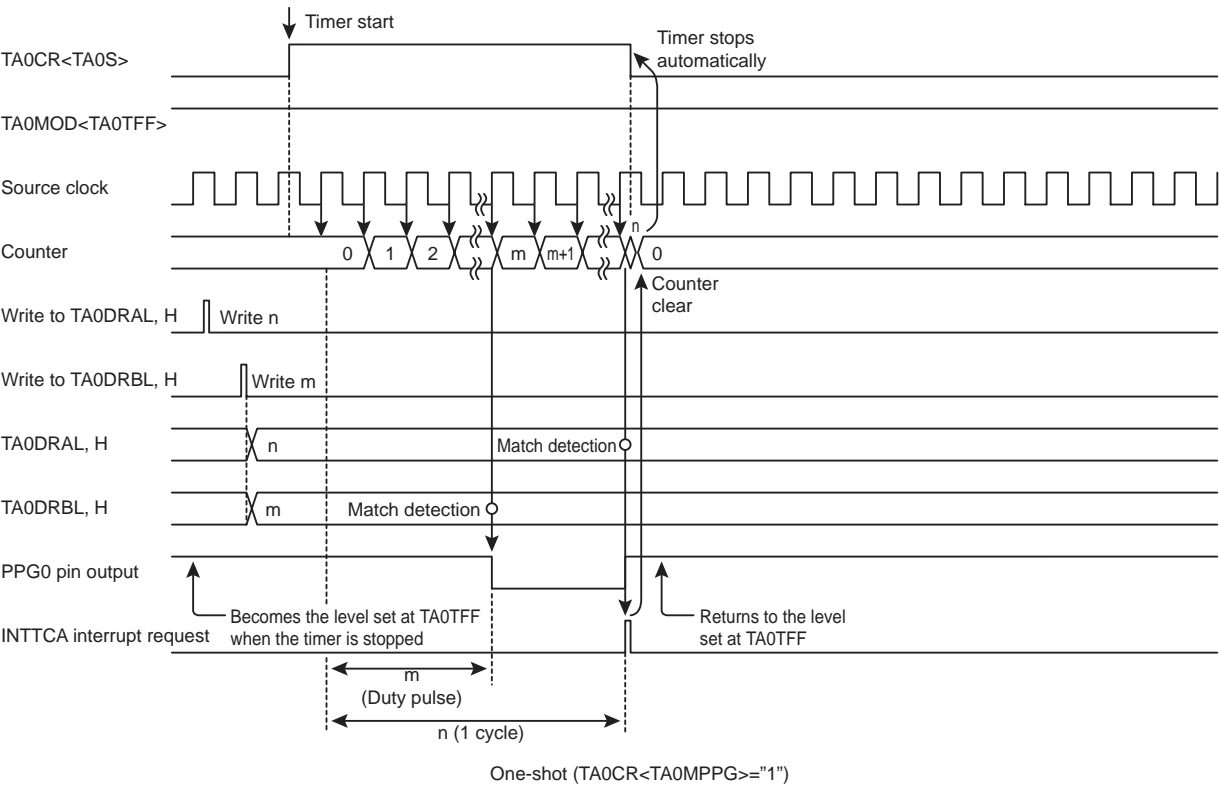 Timer start
Timer stops
automatically
TA0CR<TA0S>
TA0MOD<TA0TFF>
Source clock
n
Counter
0 1 2 m m+1 0
Counter
clear
Write to TA0DRAL, H
Write n
Write to TA0DRBL, H
Write m
TA0DRAL, H
n
Match detection
TA0DRBL, H
m
Match detection
PPG0 pin output
Becomes the level set at TA0TFF
when the timer is stopped
Returns to the level
set at TA0TFF
INTTCA interrupt request
m
(Duty pulse)
n (1 cycle)
One-shot (TA0CR<TA0MPPG>=”1”)